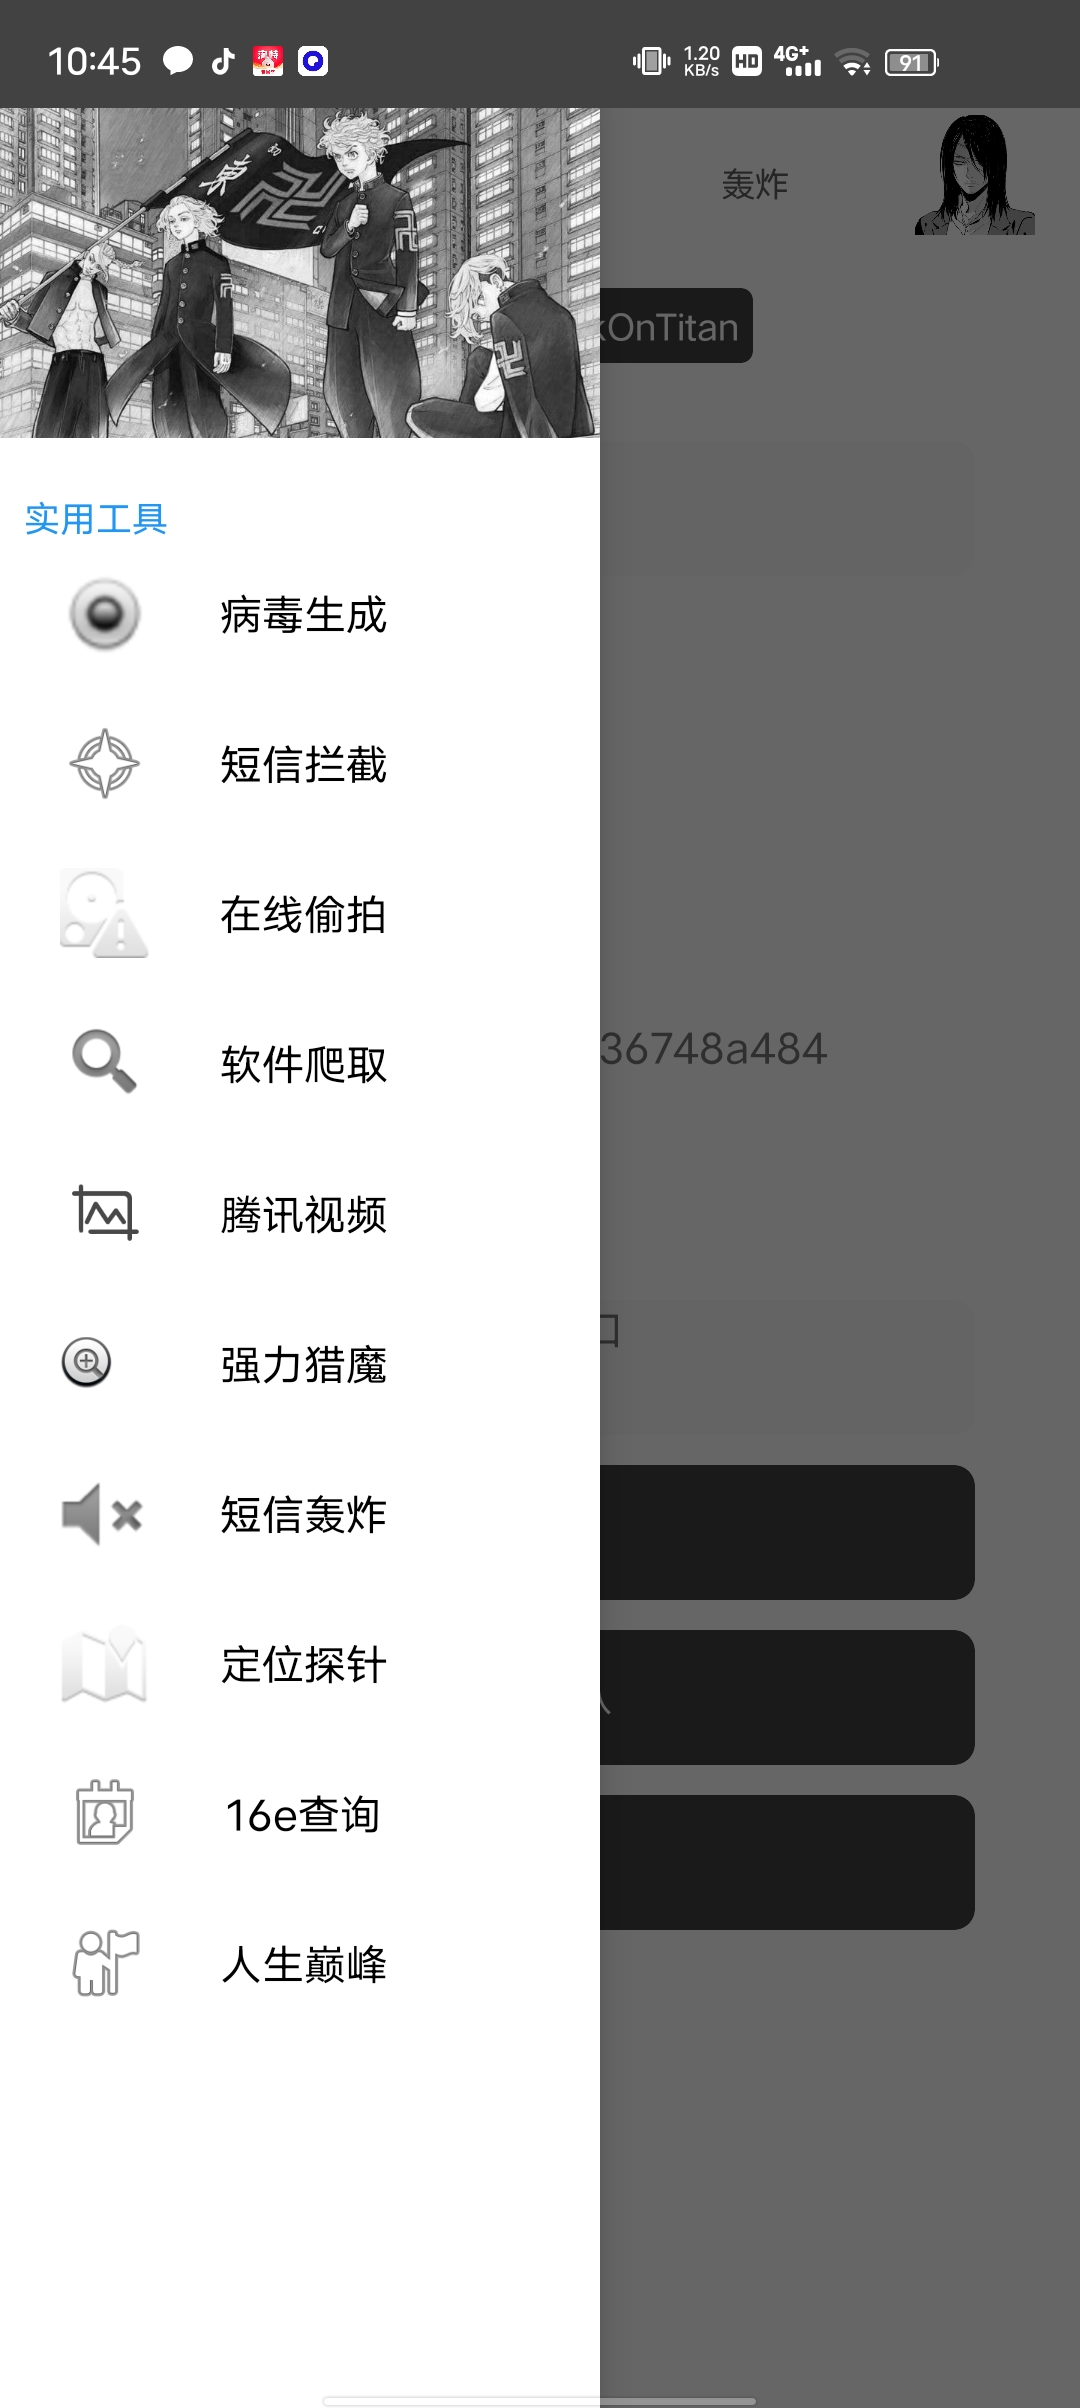 10:45
1.20 KB/s
HD
4G+
91
東
卍
轰炸
kOnTitan
实用工具
病毒生成
短信拦截
在线偷拍
软件爬取
36748a484
腾讯视频
口
强力猎魔
短信轰炸
定位探针
16e查询
人生巅峰